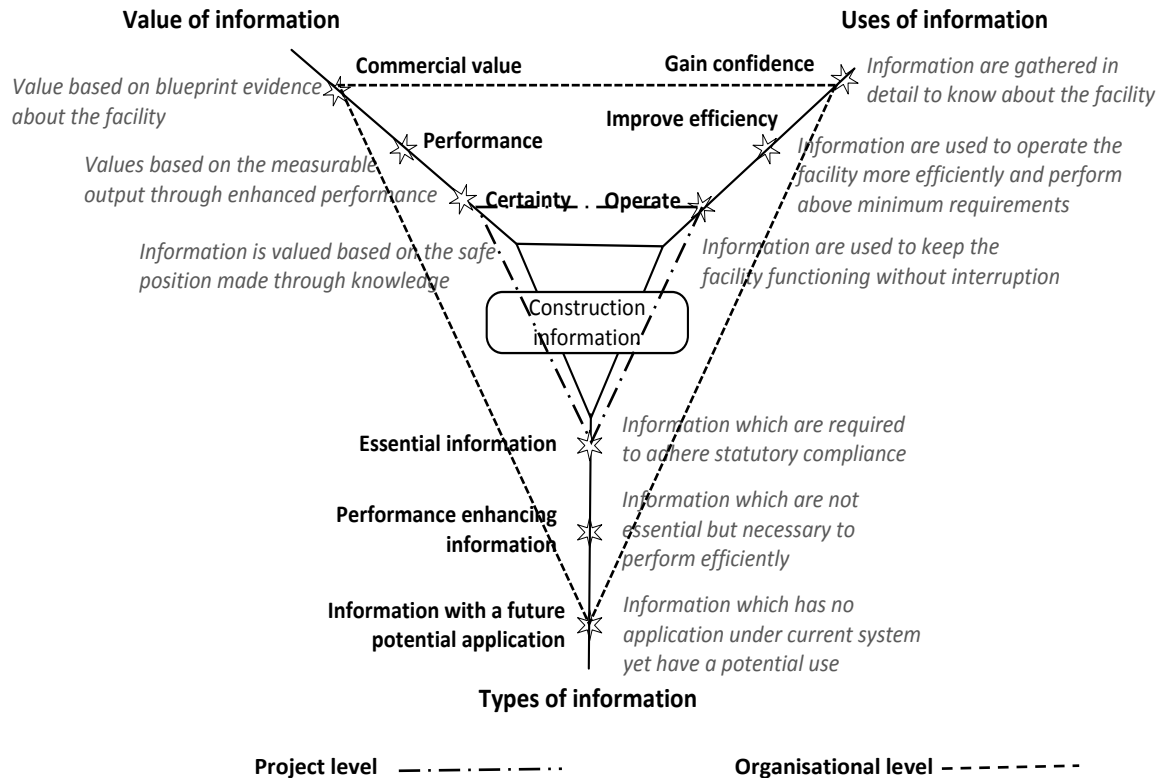 Value of information
Uses of information
Commercial value
Gain confidence
Value based on blueprint evidence
about the facility
Information are gathered in
detail to know about the facility
Performance
Improve efficiency
Values based on the measurable
output through enhanced performance
Information are used to operate the
facility more efficiently and perform
above minimum requirements
Certainty
Operate
Information is valued based on the safe
position made through knowledge
Information are used to keep the
facility functioning without interruption
Construction
information
Essential information
Information which are required
to adhere statutory compliance
Performance enhancing
information
Information which are not
essential but necessary to
perform efficiently
Information with a future
potential application
Information which has no
application under current system
yet have a potential use
Types of information
Project level
Organisational level